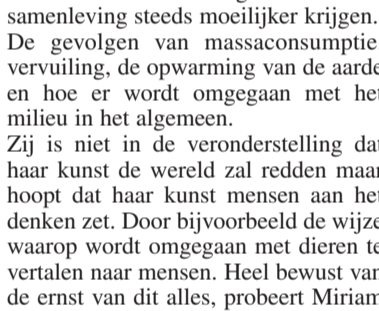 samenleving steeds moeilijker krijgen.
De gevolgen van massaconsumptie
vervuiling, de opwarming van de aarde
en hoe er wordt omgegaan met het
milieu in het algemeen.
Zij is niet in de veronderstelling dat
haar kunst de wereld zal redden maar
hoopt dat haar kunst mensen aan het
denken zet. Door bijvoorbeeld de wijze
waarop wordt omgegaan met dieren te
vertalen naar mensen. Heel bewust van
de ernst van dit alles, probeert Miriam